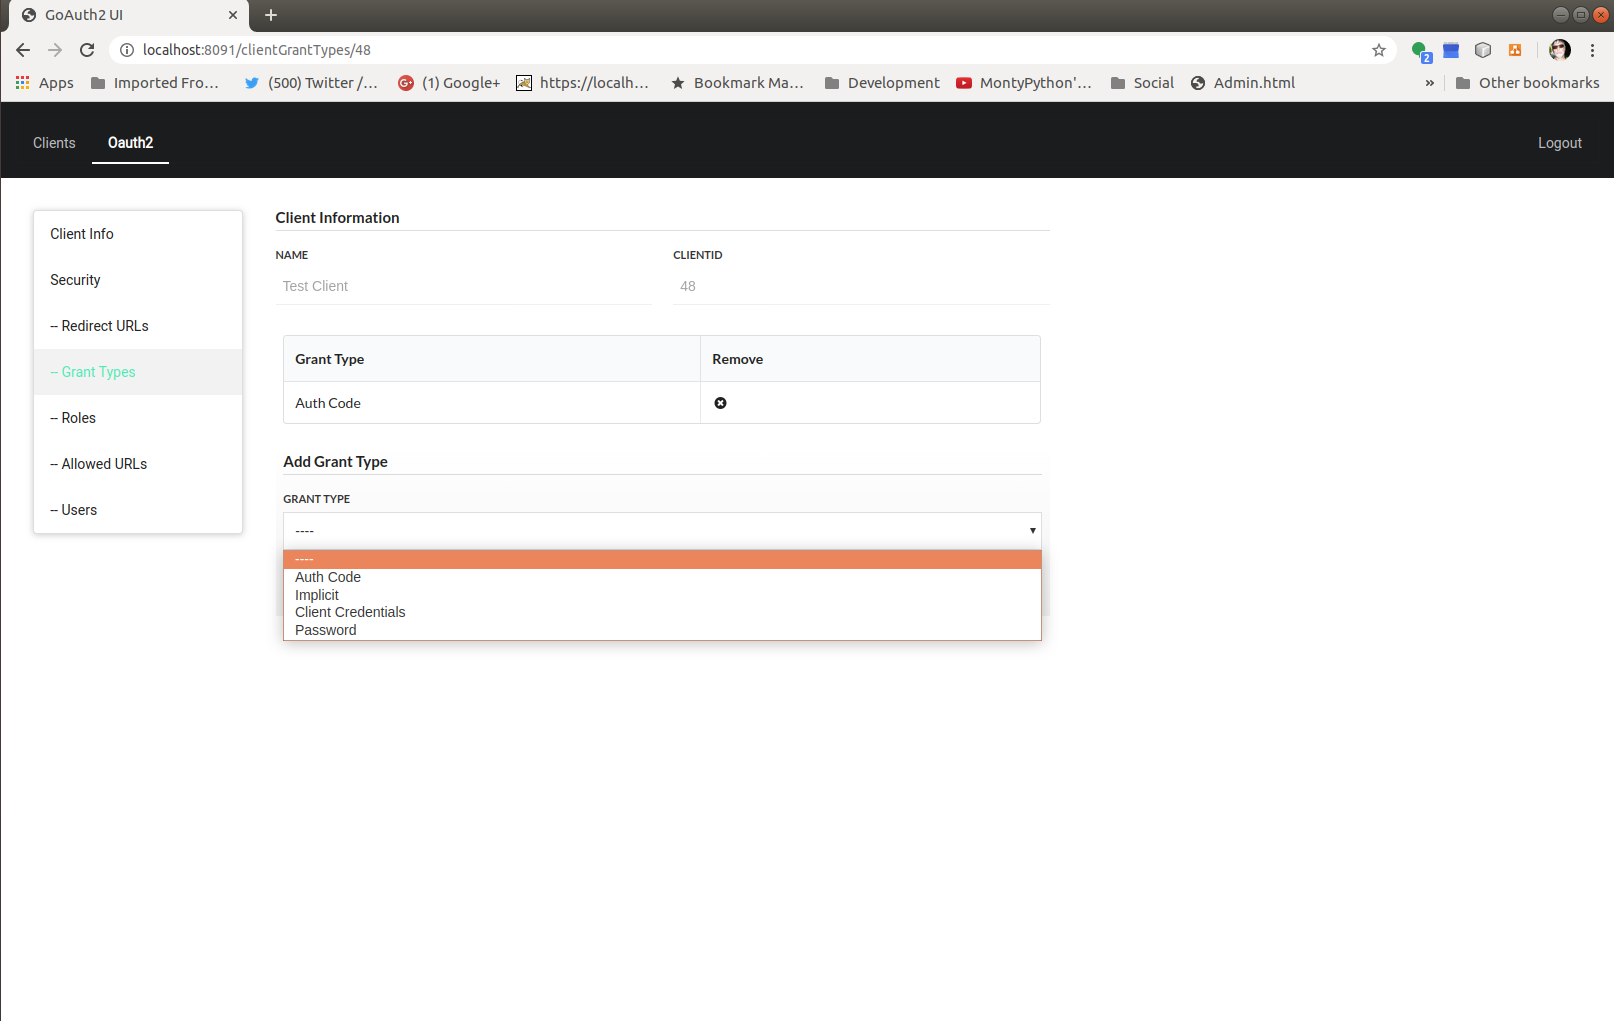 GoAuth2 UI
localhost:8091/clientGrantTypes/48
2
Apps Imported Fro... (500) Twitter /... (1) Google+ https://localh... Bookmark Ma... Development MontyPython'... Social Admin.html » Other bookmarks
Clients Oauth2 Logout
Client Info
Security
-- Redirect URLs
-- Grant Types
-- Roles
-- Allowed URLs
-- Users
Client Information
NAME CLIENTID
Test Client 48
Grant Type Remove
Auth Code
Add Grant Type
GRANT TYPE
----
----
Auth Code
Implicit
Client Credentials
Password